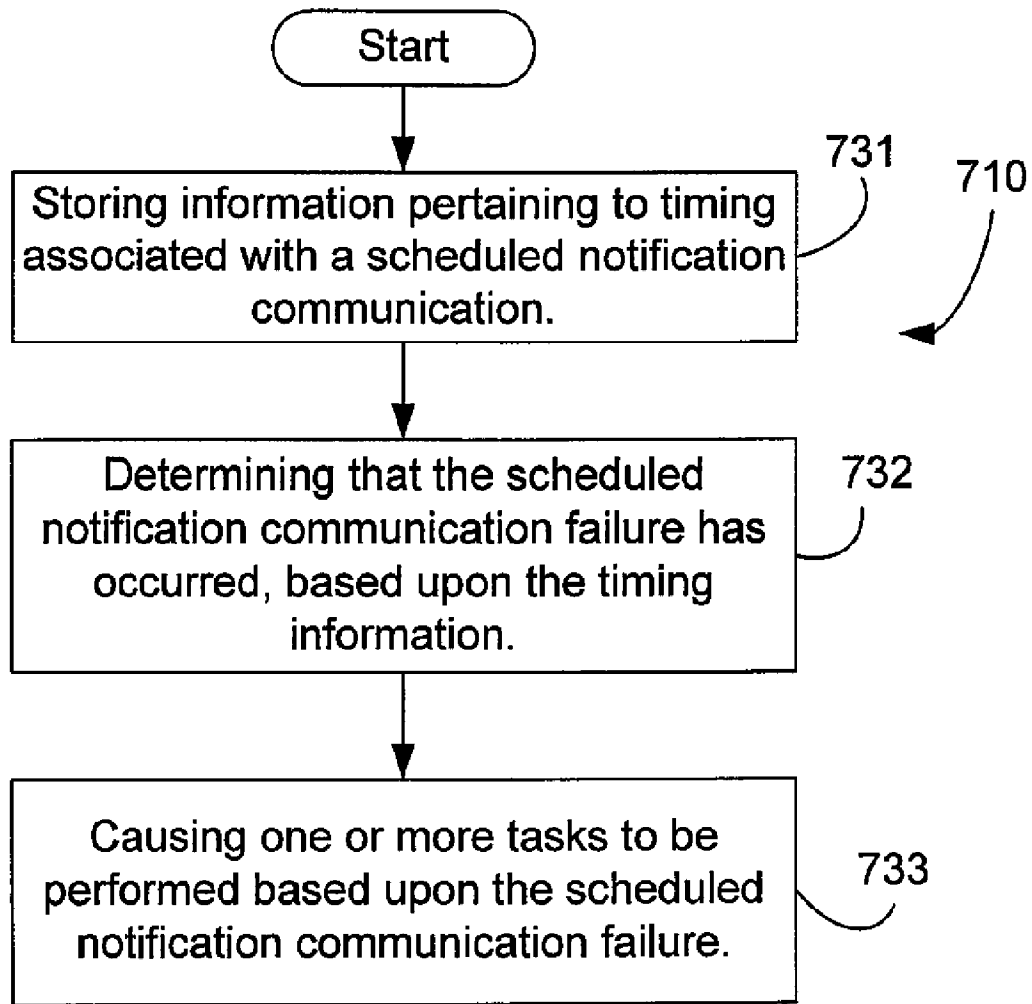 Start
731
710
Storing information pertaining to timing
associated with a scheduled notification
communication.
732
Determining that the scheduled
notification communication failure has
occurred, based upon the timing
information.
733
Causing one or more tasks to be
performed based upon the scheduled
notification communication failure.